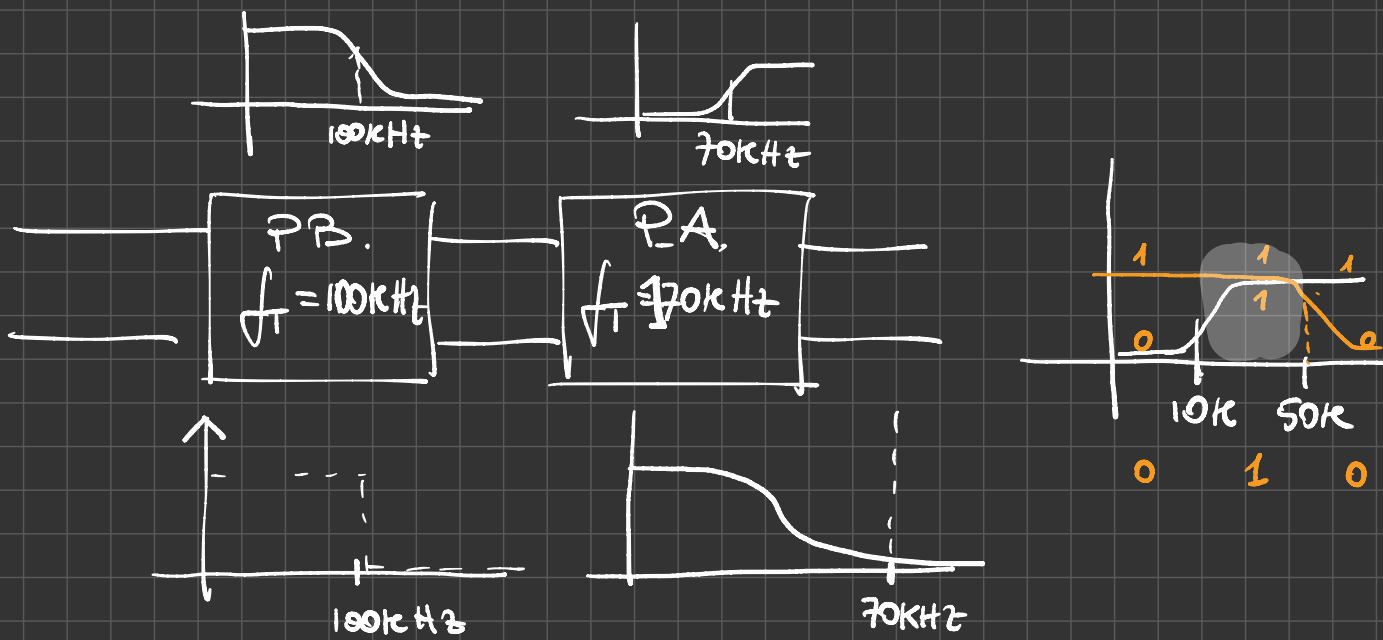 100KHz
70KHz
PB.
P.A.
1 1 1
f_T = 100KHz
f_T = 70KHz
1
0 0
10K 50K
0 1 0
100KHz
70KHz